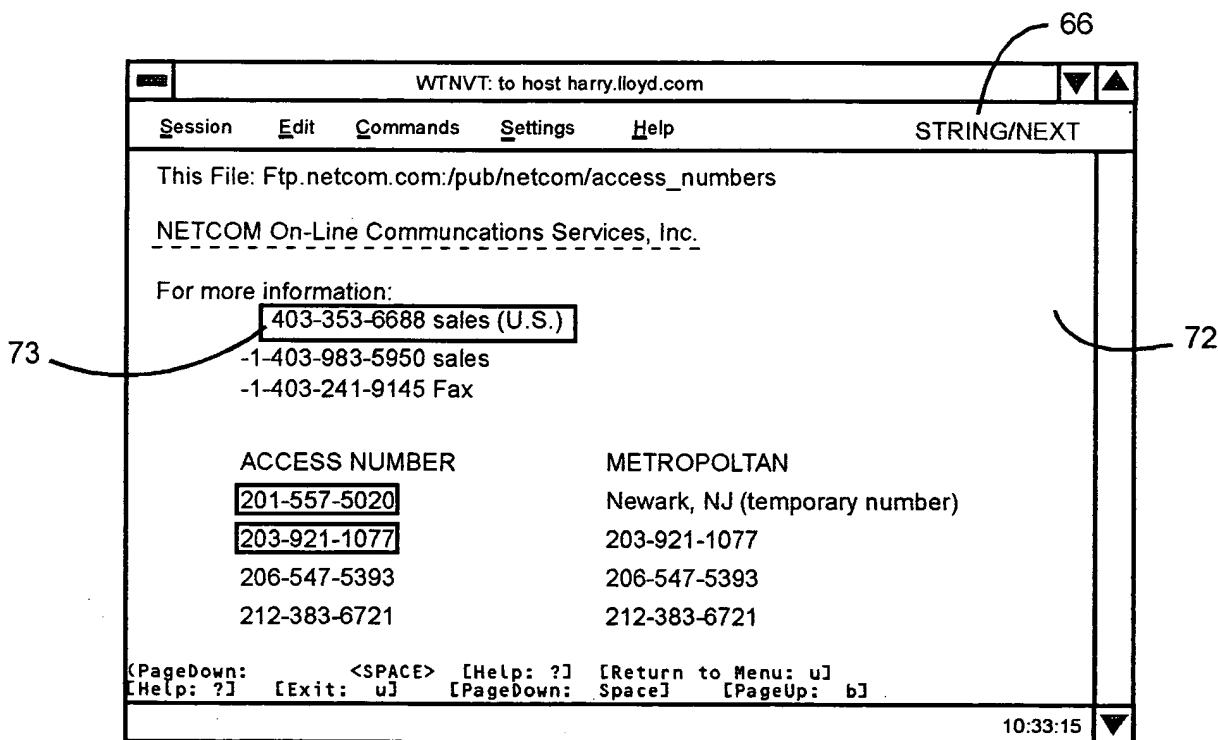 66
WTNVT: to host harry.lloyd.com
Session Edit Commands Settings Help STRING/NEXT
This File: Ftp.netcom.com:/pub/netcom/access_numbers
NETCOM On-Line Communcations Services, Inc.
For more information:
403-353-6688 sales (U.S.)
73
72
-1-403-983-5950 sales
-1-403-241-9145 Fax
ACCESS NUMBER METROPOLTAN
201-557-5020 Newark, NJ (temporary number)
203-921-1077 203-921-1077
206-547-5393 206-547-5393
212-383-6721 212-383-6721
(PageDown: <SPACE> [Help: ?] [Return to Menu: u]
[Help: ?] [Exit: u] [PageDown: Space] [PageUp: b]
10:33:15